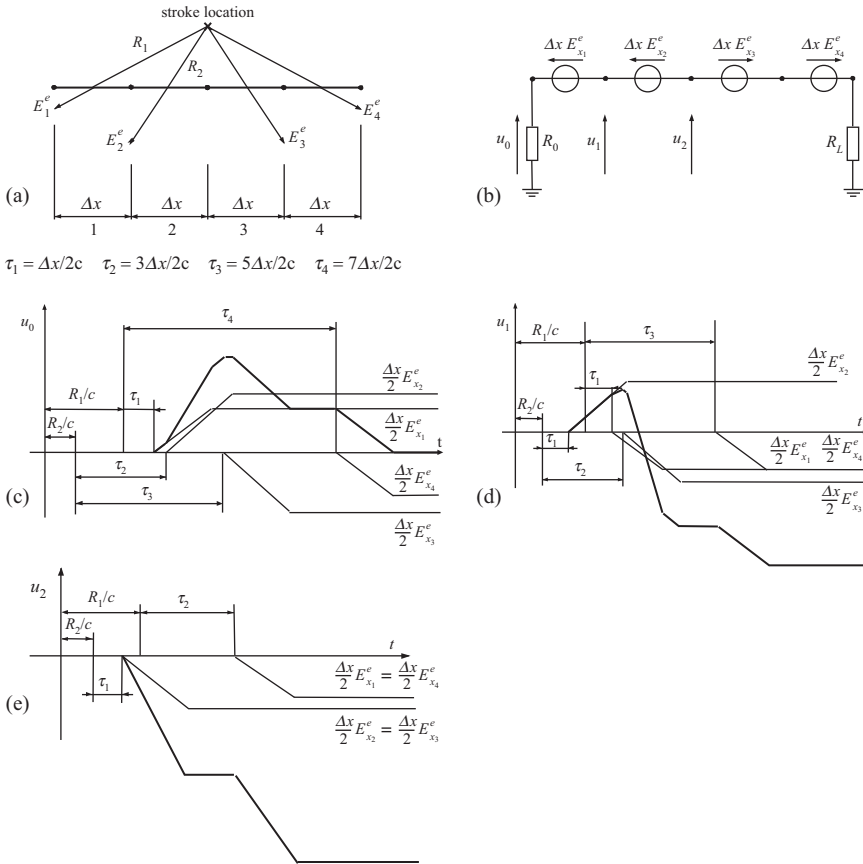 stroke location
R₁
R₂
E₁ᵉ
E₂ᵉ
E₃ᵉ
E₄ᵉ
(a)
Δx Δx Δx Δx
1 2 3 4
Δx Eₓ₁ᵉ Δx Eₓ₂ᵉ Δx Eₓ₃ᵉ Δx Eₓ₄ᵉ
u₀ R₀ u₁ u₂ R_L
(b)
τ₁ = Δx/2c τ₂ = 3Δx/2c τ₃ = 5Δx/2c τ₄ = 7Δx/2c
u₀
τ₄
R₁/c τ₁
Δx/2 Eₓ₂ᵉ
R₂/c
Δx/2 Eₓ₁ᵉ
t
τ₂
τ₃
Δx/2 Eₓ₄ᵉ
Δx/2 Eₓ₃ᵉ
(c)
u₁
R₁/c τ₃
τ₁
Δx/2 Eₓ₂ᵉ
R₂/c
t
τ₁
Δx/2 Eₓ₁ᵉ Δx/2 Eₓ₄ᵉ
τ₂
Δx/2 Eₓ₃ᵉ
(d)
u₂
R₁/c τ₂
R₂/c
t
τ₁
Δx/2 Eₓ₁ᵉ = Δx/2 Eₓ₄ᵉ
Δx/2 Eₓ₂ᵉ = Δx/2 Eₓ₃ᵉ
(e)